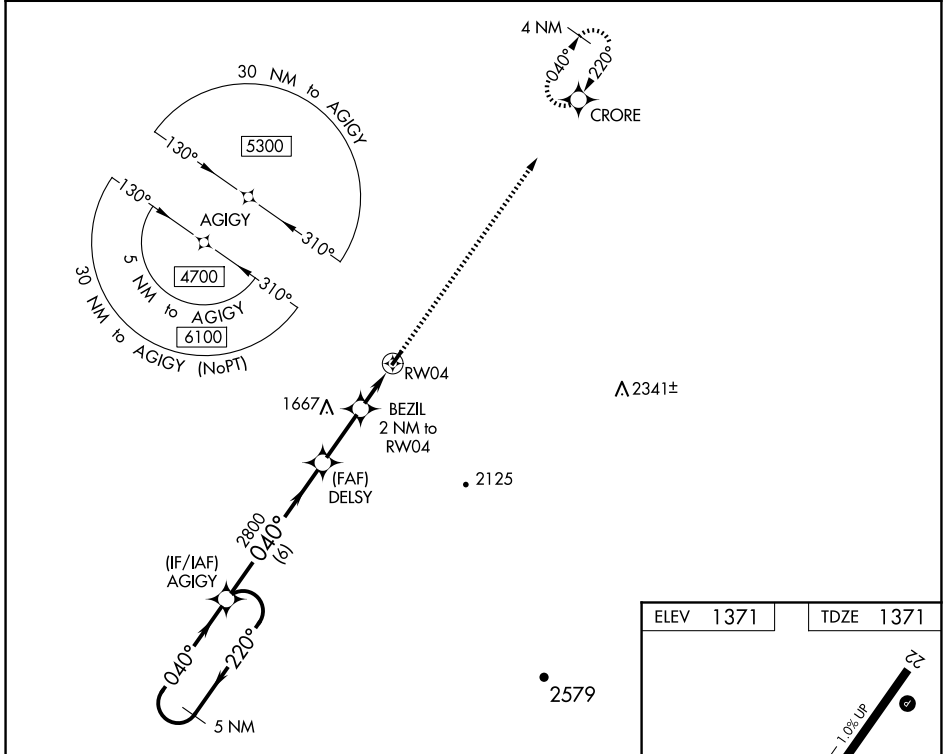 4 NM
040°
220°
CRORE
30 NM to AGIGY
5300
130°
AGIGY
310°
130°
4700
310°
5 NM to AGIGY
6100
30 NM to AGIGY (NoPT)
RW04
1667
BEZIL
2 NM to
RW04
2341±
(FAF)
DELSY
2125
2800
040°
(6)
(IF/IAF)
AGIGY
040°
220°
5 NM
2579
ELEV 1371
TDZE 1371
22
1.0% UP
P